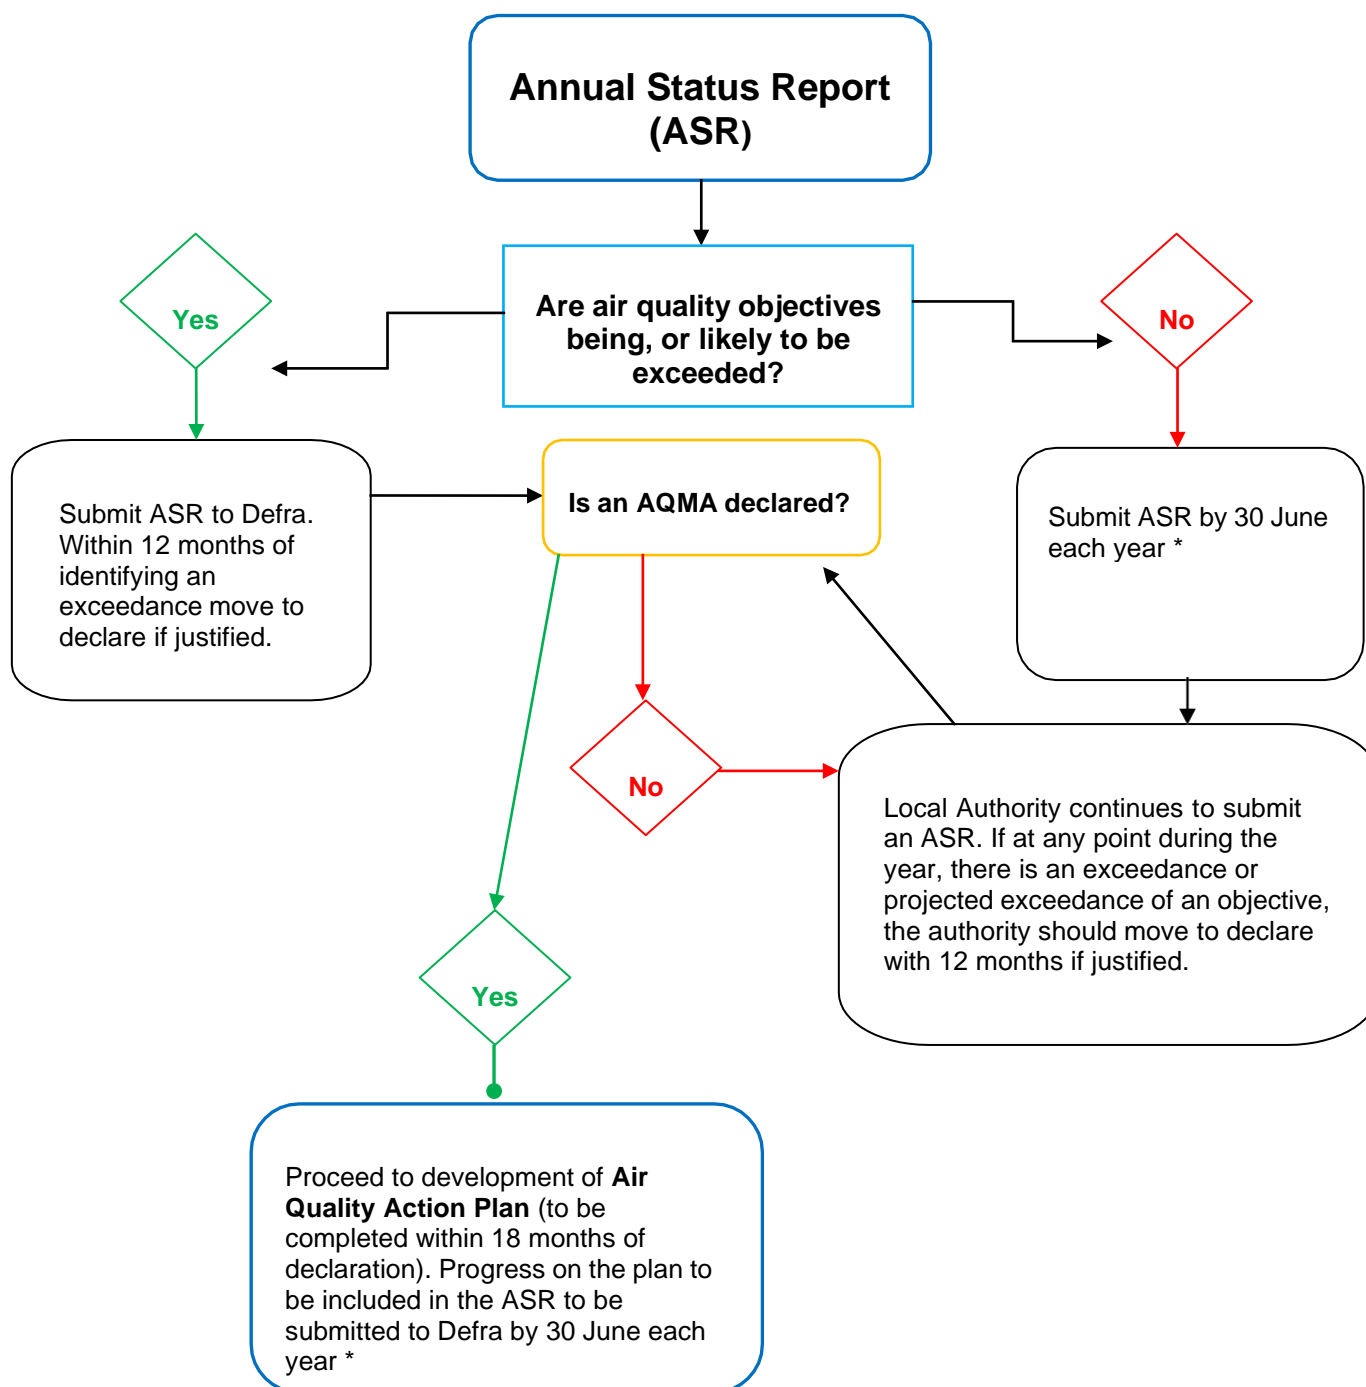 Annual Status Report
(ASR)
Yes
Are air quality objectives
being, or likely to be
exceeded?
No
Submit ASR to Defra.
Within 12 months of
identifying an
exceedance move to
declare if justified.
Is an AQMA declared?
Submit ASR by 30 June
each year *
No
Local Authority continues to submit
an ASR. If at any point during the
year, there is an exceedance or
projected exceedance of an objective,
the authority should move to declare
with 12 months if justified.
Yes
Proceed to development of Air
Quality Action Plan (to be
completed within 18 months of
declaration). Progress on the plan to
be included in the ASR to be
submitted to Defra by 30 June each
year *